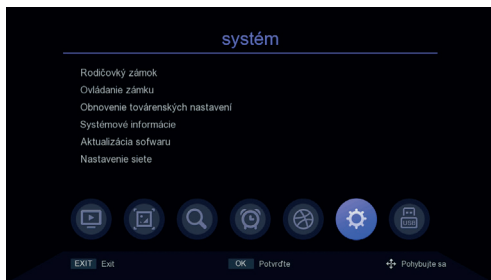 systém
Rodičovký zámok
Ovládanie zámku
Obnovenie továrenských nastavení
Systémové informácie
Aktualizácia sofwaru
Nastavenie siete
USB
EXIT Exit OK Potvrďte Pohybujte sa